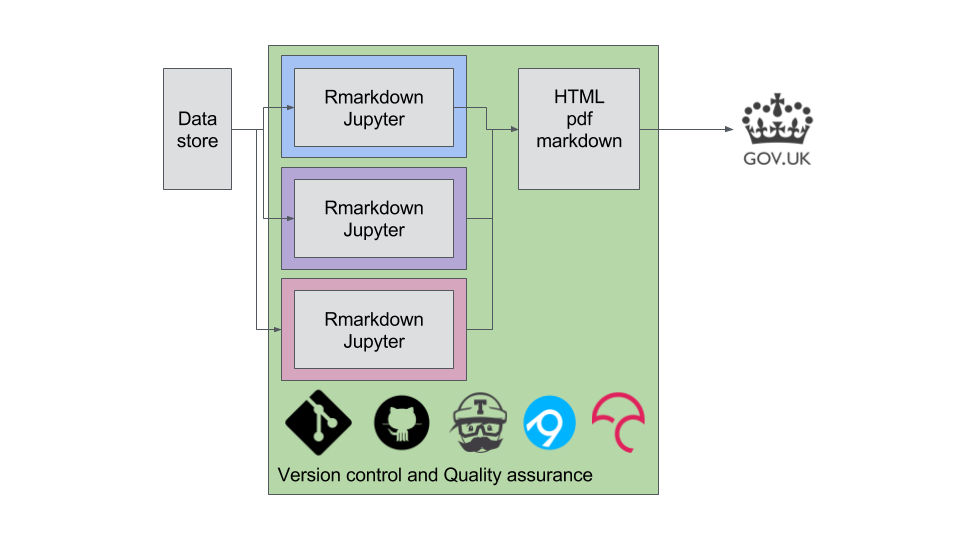 Data
store
Rmarkdown
Jupyter
Rmarkdown
Jupyter
Rmarkdown
Jupyter
HTML
pdf
markdown
GOV.UK
T
Version control and Quality assurance